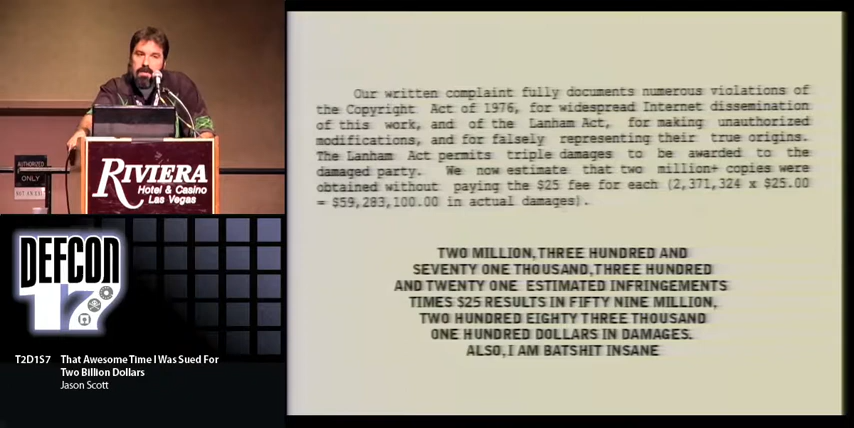 AUTHORIZED
ONLY
RIVIERA
Hotel & Casino
Las Vegas
DEFCON
17
T2D1S7 That Awesome Time I Was Sued For
Two Billion Dollars
Jason Scott
Our written complaint fully documents numerous violations of
the Copyright Act of 1976, for widespread Internet dissemination
of this work, and of the Lanham Act, for making unauthorized
modifications, and for falsely representing their true origins.
The Lanham Act permits triple damages to be awarded to the
damaged party. We now estimate that two million+ copies were
obtained without paying the $25 fee for each (2,371,324 x $25.00
= $59,283,100.00 in actual damages).
TWO MILLION, THREE HUNDRED AND
SEVENTY ONE THOUSAND, THREE HUNDRED
AND TWENTY ONE ESTIMATED INFRINGEMENTS
TIMES $25 RESULTS IN FIFTY NINE MILLION,
TWO HUNDRED EIGHTY THREE THOUSAND
ONE HUNDRED DOLLARS IN DAMAGES.
ALSO, I AM BATSHIT INSANE